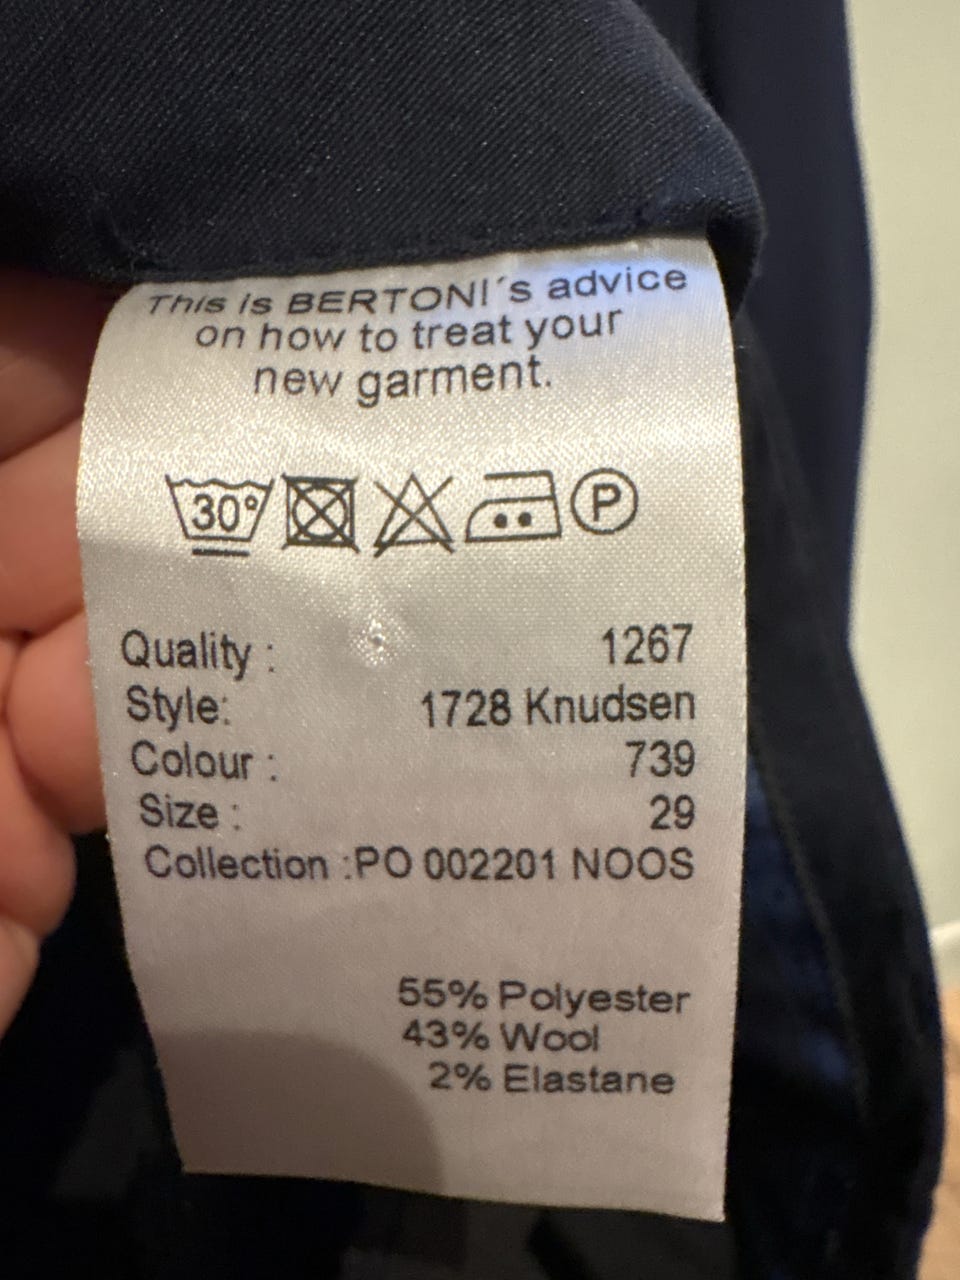 This is BERTONI´s advice
on how to treat your
new garment.
30° P
Quality : 1267
Style: 1728 Knudsen
Colour : 739
Size : 29
Collection :PO 002201 NOOS
55% Polyester
43% Wool
2% Elastane